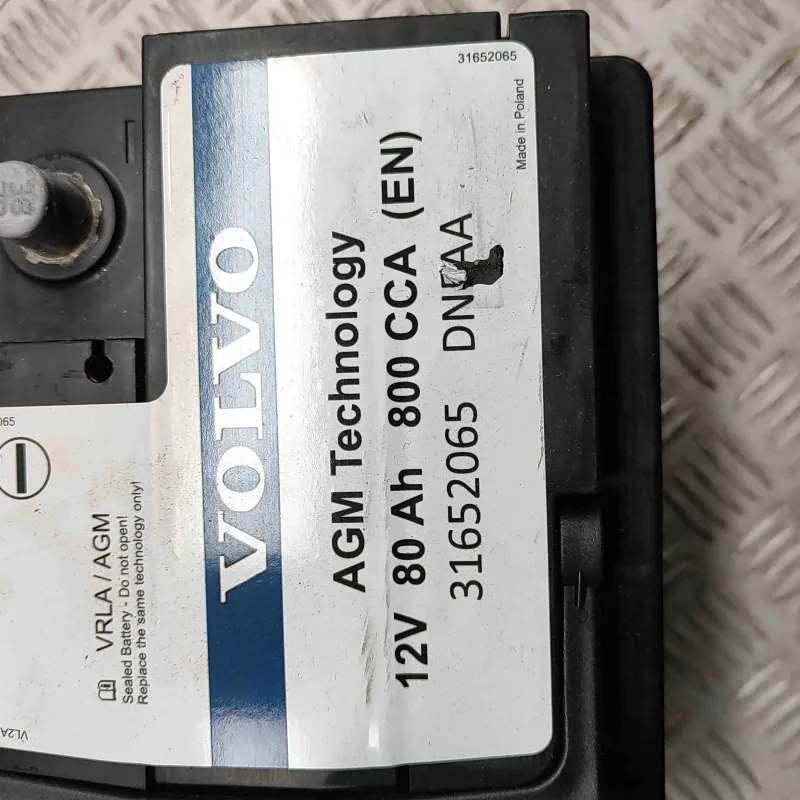 VOLVO
AGM Technology
12V 80 Ah 800 CCA (EN)
31652065
31652065
Made in Poland
VRLA / AGM
Sealed Battery - Do not open!
Replace the same technology only!